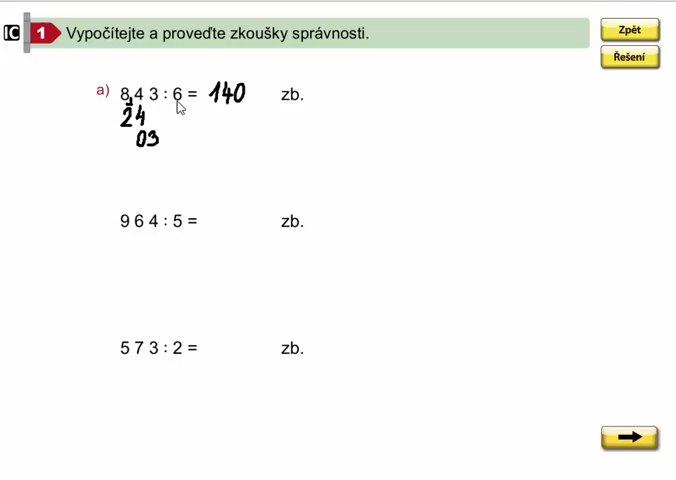 IC 1 Vypočítejte a proveďte zkoušky správnosti. Zpět
Řešení
a) 8 4 3 : 6 = 140 zb.
24
03
9 6 4 : 5 = zb.
5 7 3 : 2 = zb.